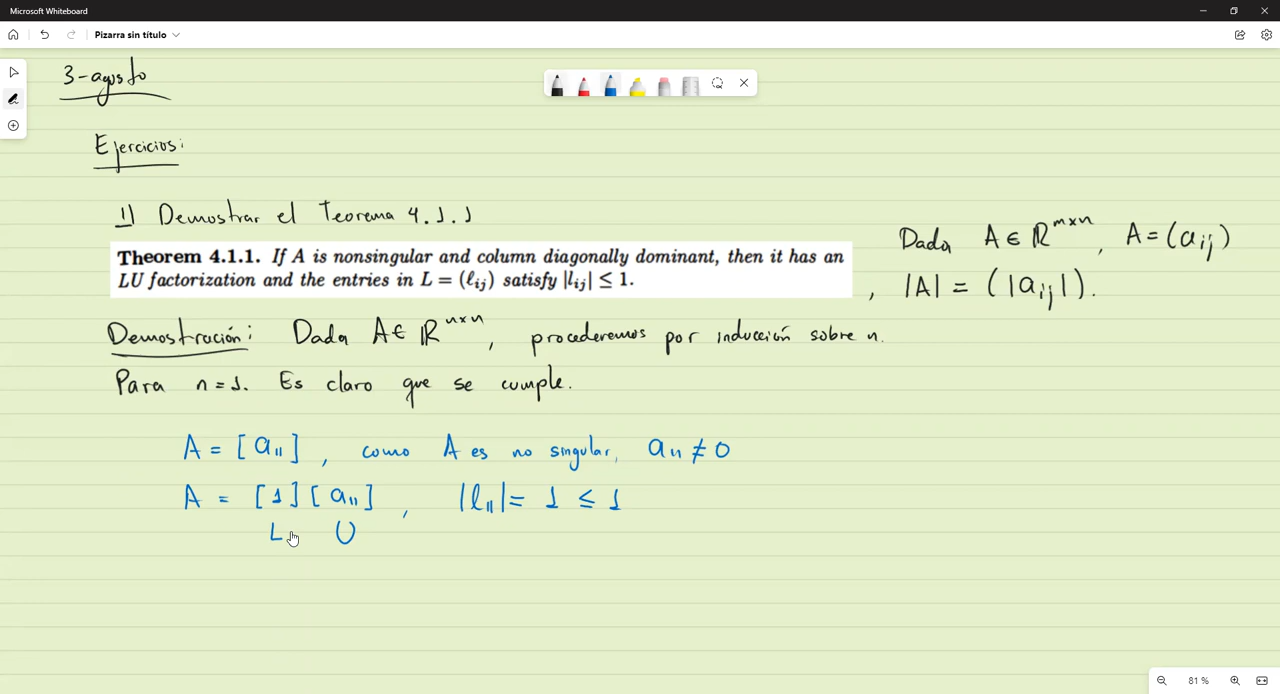 Microsoft Whiteboard
Pizarra sin título
3-agosto
Ejercicios:
1) Demostrar el Teorema 4.1.1
Theorem 4.1.1. If A is nonsingular and column diagonally dominant, then it has an
LU factorization and the entries in L = (ℓij) satisfy |ℓij| ≤ 1.
Dada A ∈ ℝ^{m×n}, A = (aij)
, |A| = (|aij|).
Demostración: Dada A ∈ ℝ^{n×n}, procederemos por inducción sobre n.
Para n = 1. Es claro que se cumple.
A = [a11], como A es no singular, a11 ≠ 0
A = [1][a11], |l11| = 1 ≤ 1
L U
81 %